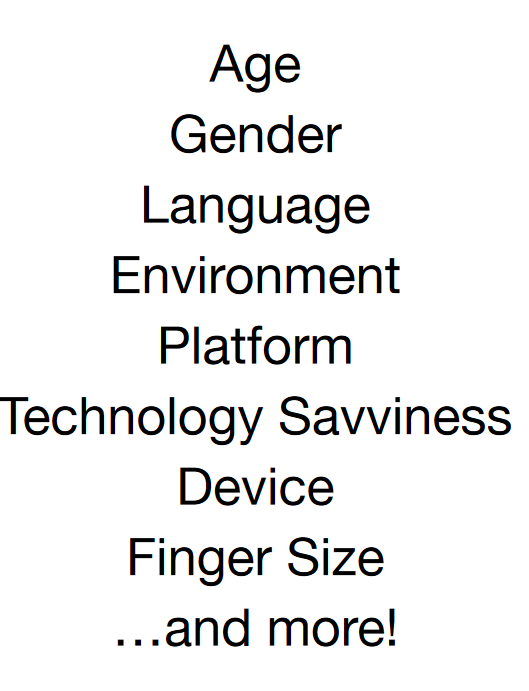 Age
Gender
Language
Environment
Platform
Technology Savviness
Device
Finger Size
…and more!